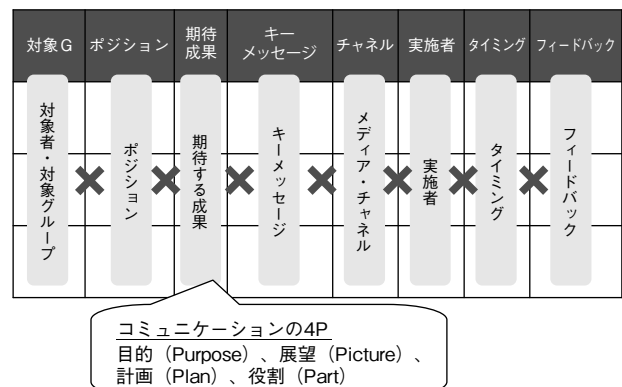 対象G
ポジション
期待
成果
キー
メッセージ
チャネル
実施者
タイミング
フィードバック
対象者・対象グループ
ポジション
期待する成果
キーメッセージ
メディア・チャネル
実施者
タイミング
フィードバック
コミュニケーションの4P
目的（Purpose）、展望（Picture）、
計画（Plan）、役割（Part）